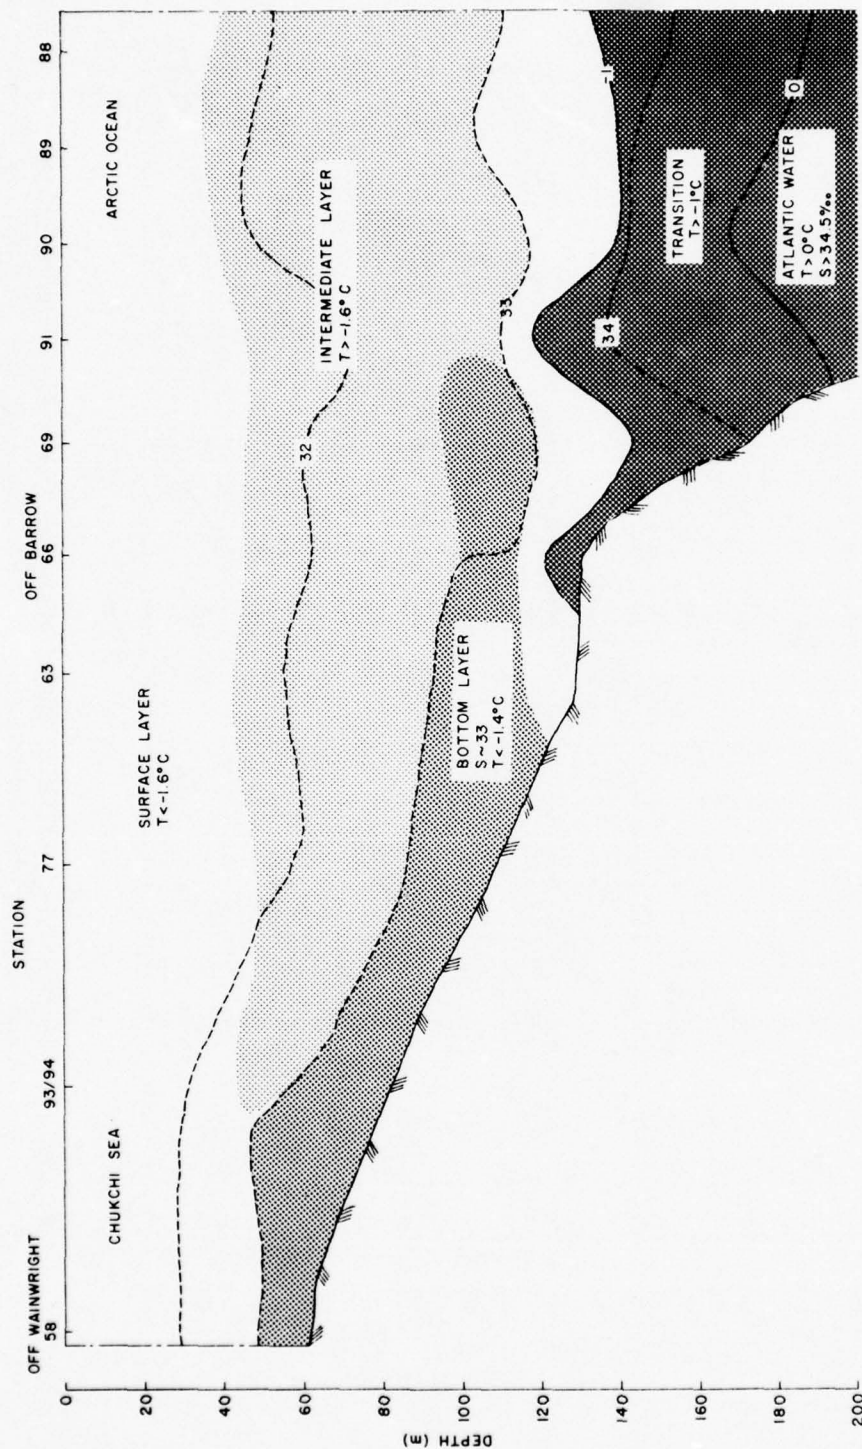 STATION
OFF WAINWRIGHT
OFF BARROW
58
93/94
77
63
66
69
91
90
89
88
CHUKCHI SEA
ARCTIC OCEAN
SURFACE LAYER
T<-1.6°C
INTERMEDIATE LAYER
T>-1.6°C
32
33
BOTTOM LAYER
S~33
T<-1.4°C
-1
34
TRANSITION
T>-1°C
0
ATLANTIC WATER
T>0°C
S>34.5‰
DEPTH (m)
0
20
40
60
80
100
120
140
160
180
200